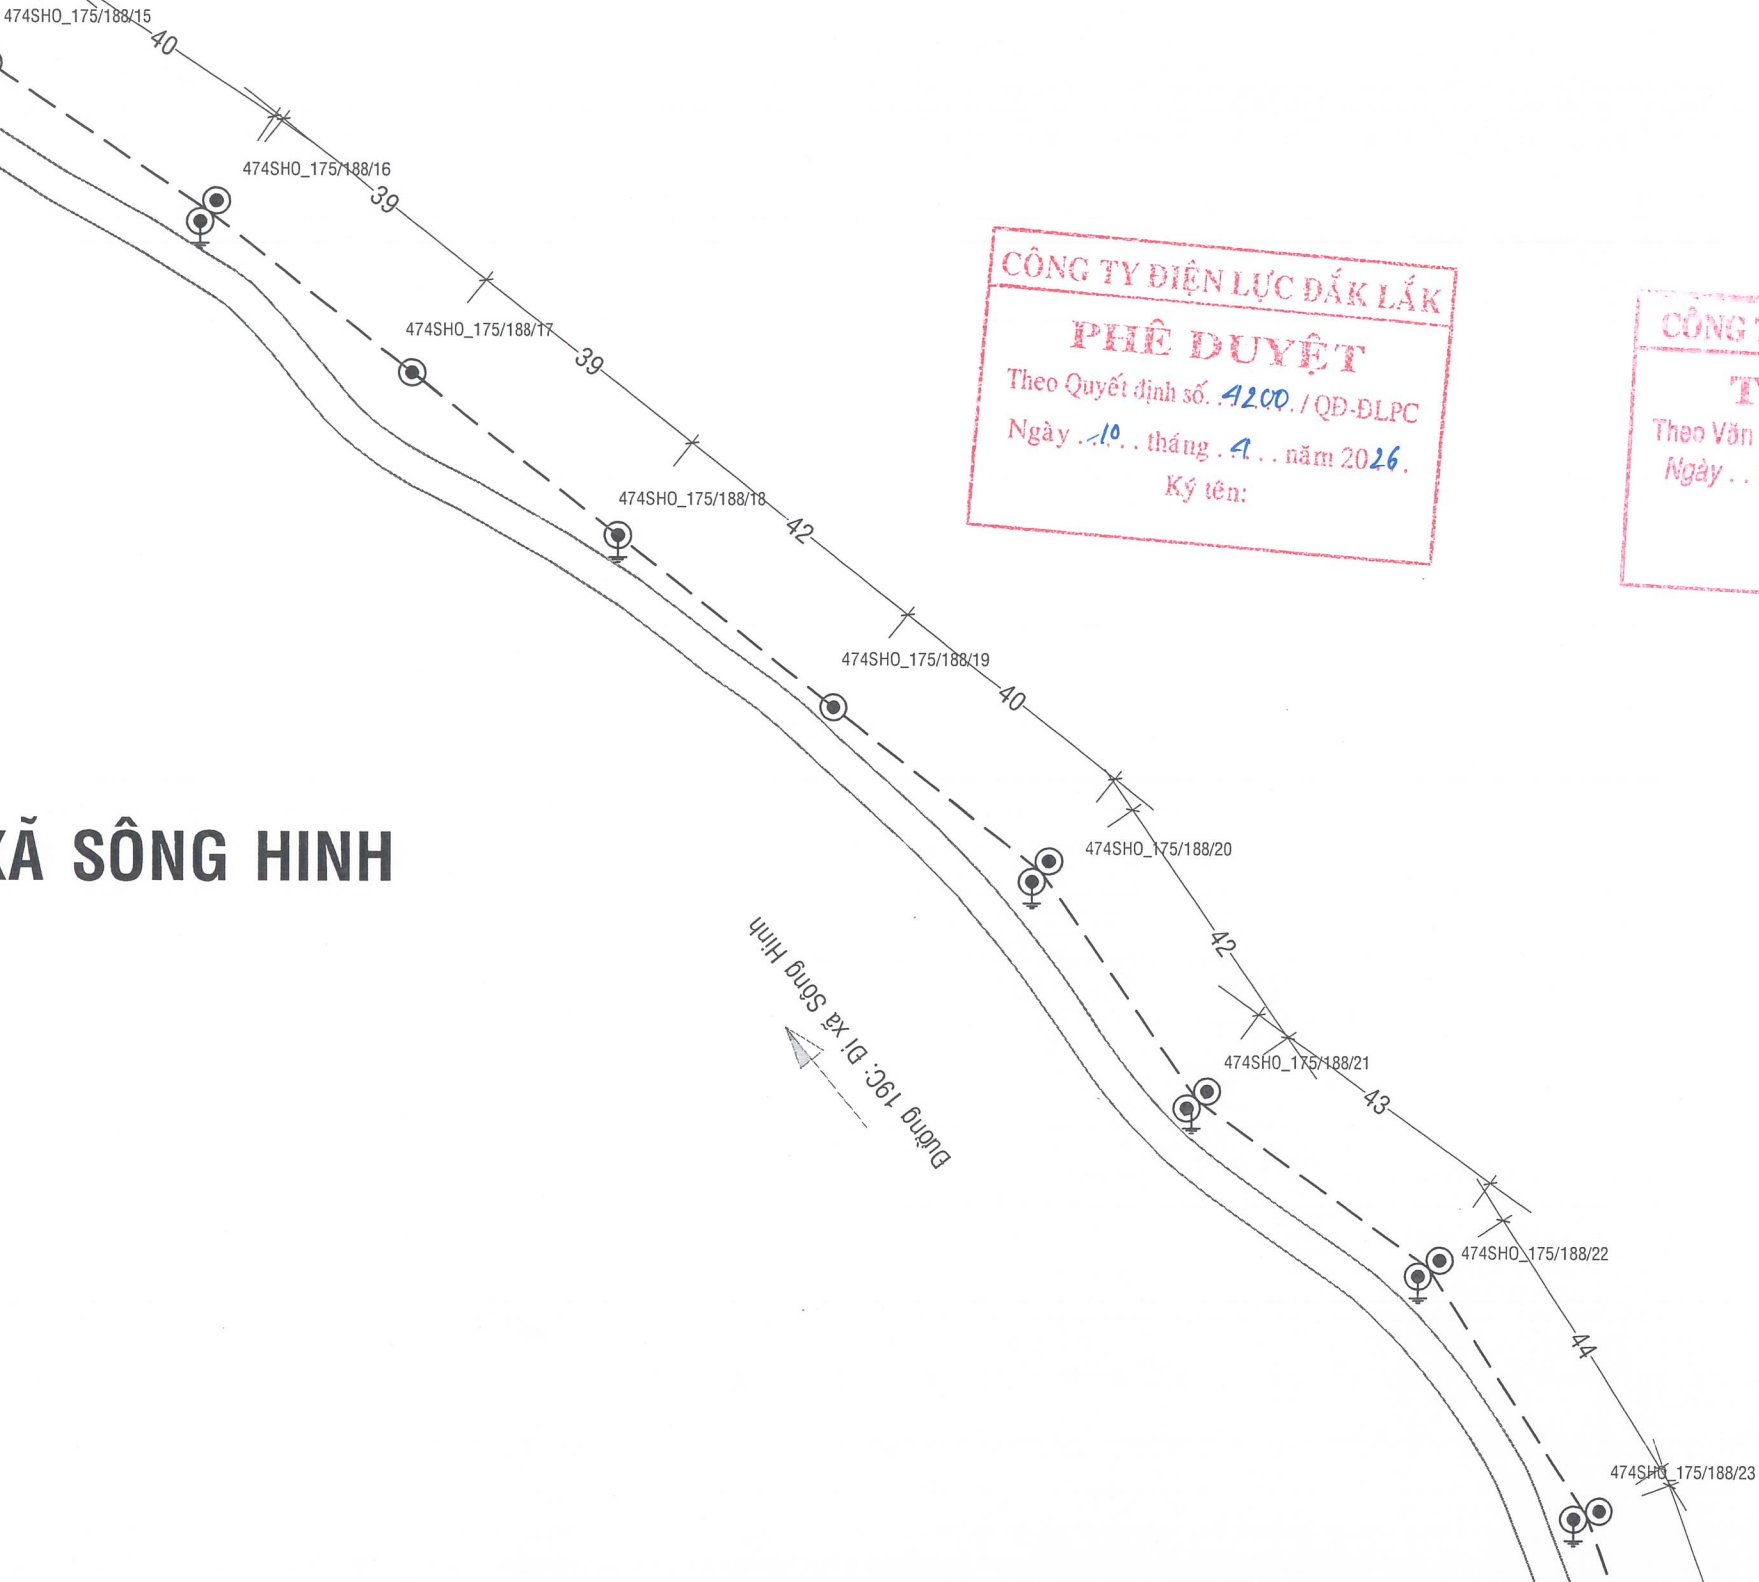 474SHO_175/188/15
40
474SHO_175/188/16
39
474SHO_175/188/17
39
474SHO_175/188/18
42
474SHO_175/188/19
40
474SHO_175/188/20
42
474SHO_175/188/21
43
474SHO_175/188/22
44
474SHO_175/188/23
CÔNG TY ĐIỆN LỰC ĐẮK LẮK
PHÊ DUYỆT
Theo Quyết định số. 4200 / QĐ-ĐLPC
Ngày . 10 . . tháng . 4 . . năm 2026.
Ký tên:
CÔNG
T
Theo Văn
Ngày . .
XÃ SÔNG HINH
Đường 19C: Đi xã Sông Hinh